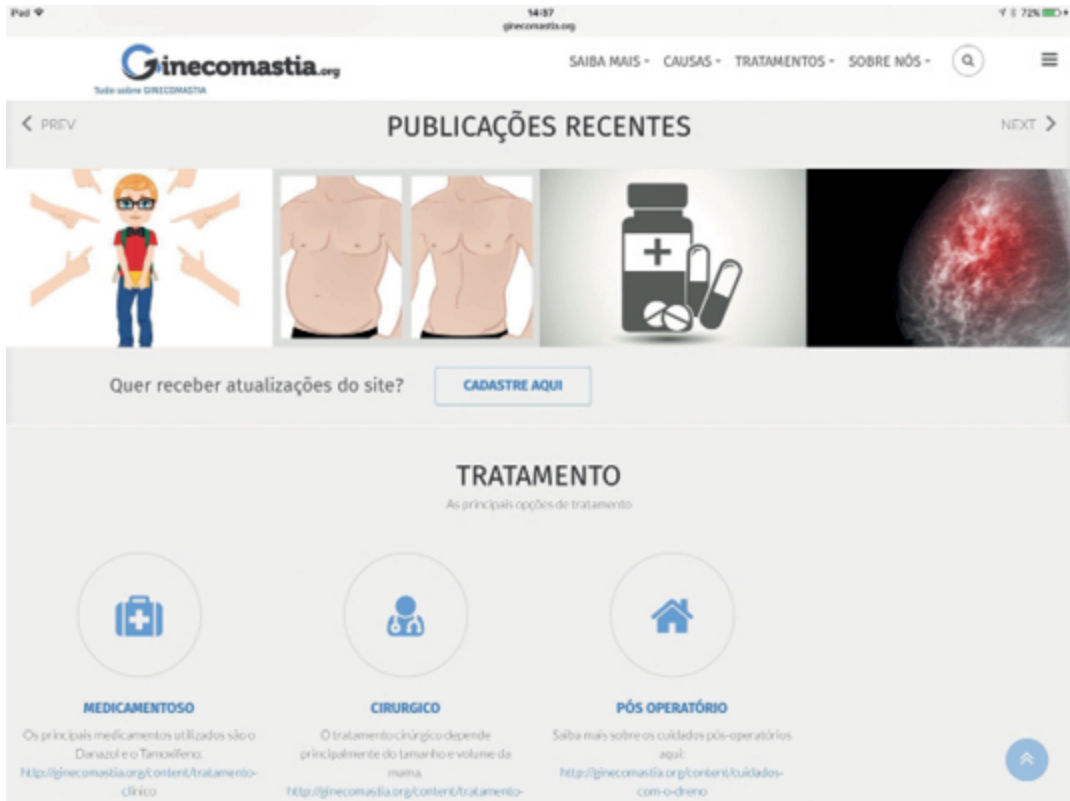 iPad
14:37
72%
ginecomastia.org
Ginecomastia.org
Tudo sobre GINECOMASTIA
SAIBA MAIS
CAUSAS
TRATAMENTOS
SOBRE NÓS
PREV
PUBLICAÇÕES RECENTES
NEXT
Quer receber atualizações do site?
CADASTRE AQUI
TRATAMENTO
As principais opções de tratamento
MEDICAMENTOSO
Os principais medicamentos utilizados são o
Danazol e o Tamoxifeno.
http://ginecomastia.org/content/tratamento-
clínico
CIRURGICO
O tratamento cirúrgico depende
principalmente do tamanho e volume da
mama.
http://ginecomastia.org/content/tratamento-
PÓS OPERATÓRIO
Saiba mais sobre os cuidados pós-operatórios
aqui:
http://ginecomastia.org/content/cuidados-
com-o-dreno